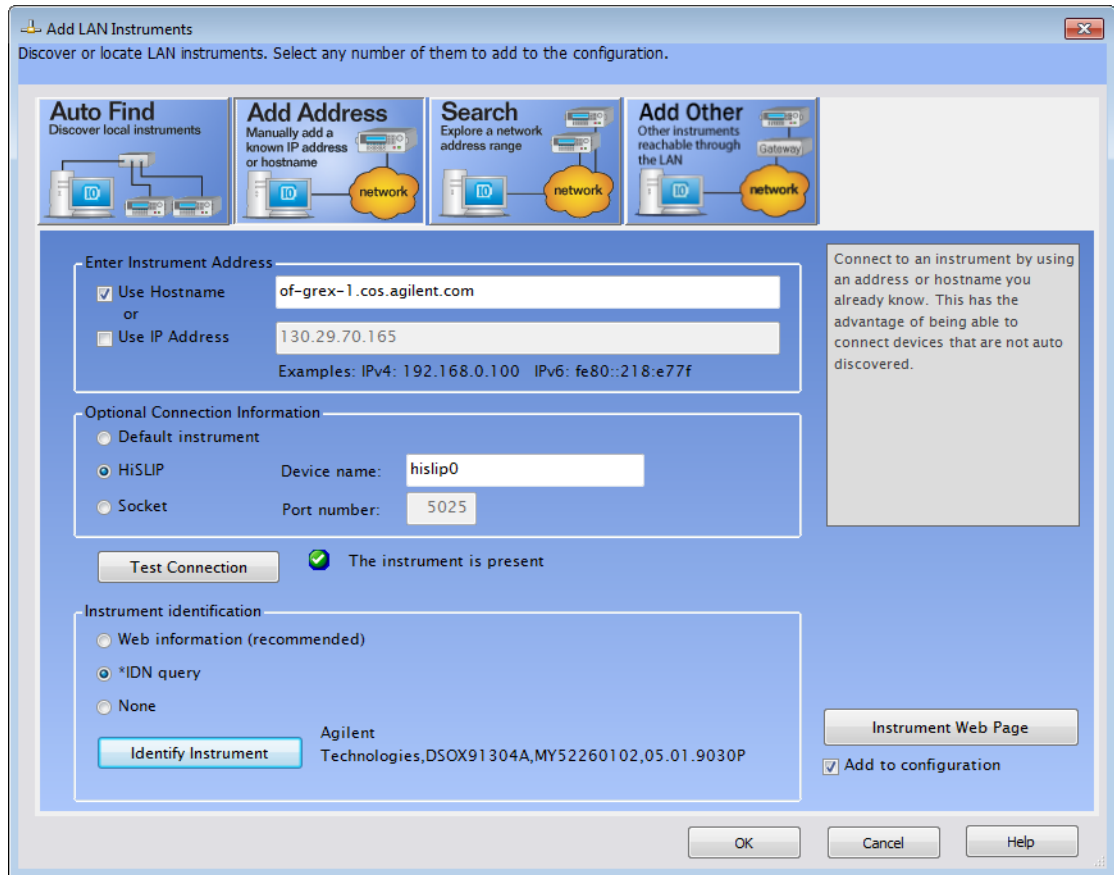 Add LAN Instruments
Discover or locate LAN instruments. Select any number of them to add to the configuration.
Auto Find
Discover local instruments
IO
Add Address
Manually add a
known IP address
or hostname
IO
network
Search
Explore a network
address range
IO
network
Add Other
Other instruments
reachable through
the LAN
Gateway
IO
network
Enter Instrument Address
Use Hostname
of-grex-1.cos.agilent.com
or
Use IP Address
130.29.70.165
Examples: IPv4: 192.168.0.100 IPv6: fe80::218:e77f
Connect to an instrument by using
an address or hostname you
already know. This has the
advantage of being able to
connect devices that are not auto
discovered.
Optional Connection Information
Default instrument
HiSLIP
Device name:
hislip0
Socket
Port number:
5025
Test Connection
The instrument is present
Instrument identification
Web information (recommended)
*IDN query
None
Identify Instrument
Agilent
Technologies,DSOX91304A,MY52260102,05.01.9030P
Instrument Web Page
Add to configuration
OK
Cancel
Help